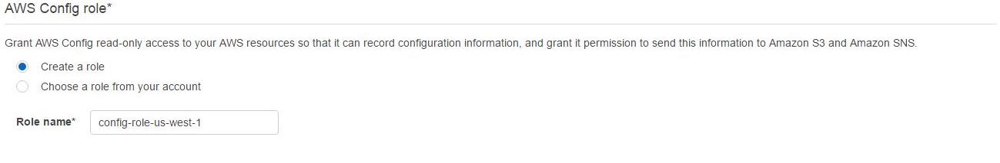 AWS Config role*
Grant AWS Config read-only access to your AWS resources so that it can record configuration information, and grant it permission to send this information to Amazon S3 and Amazon SNS.
Create a role
Choose a role from your account
Role name* config-role-us-west-1